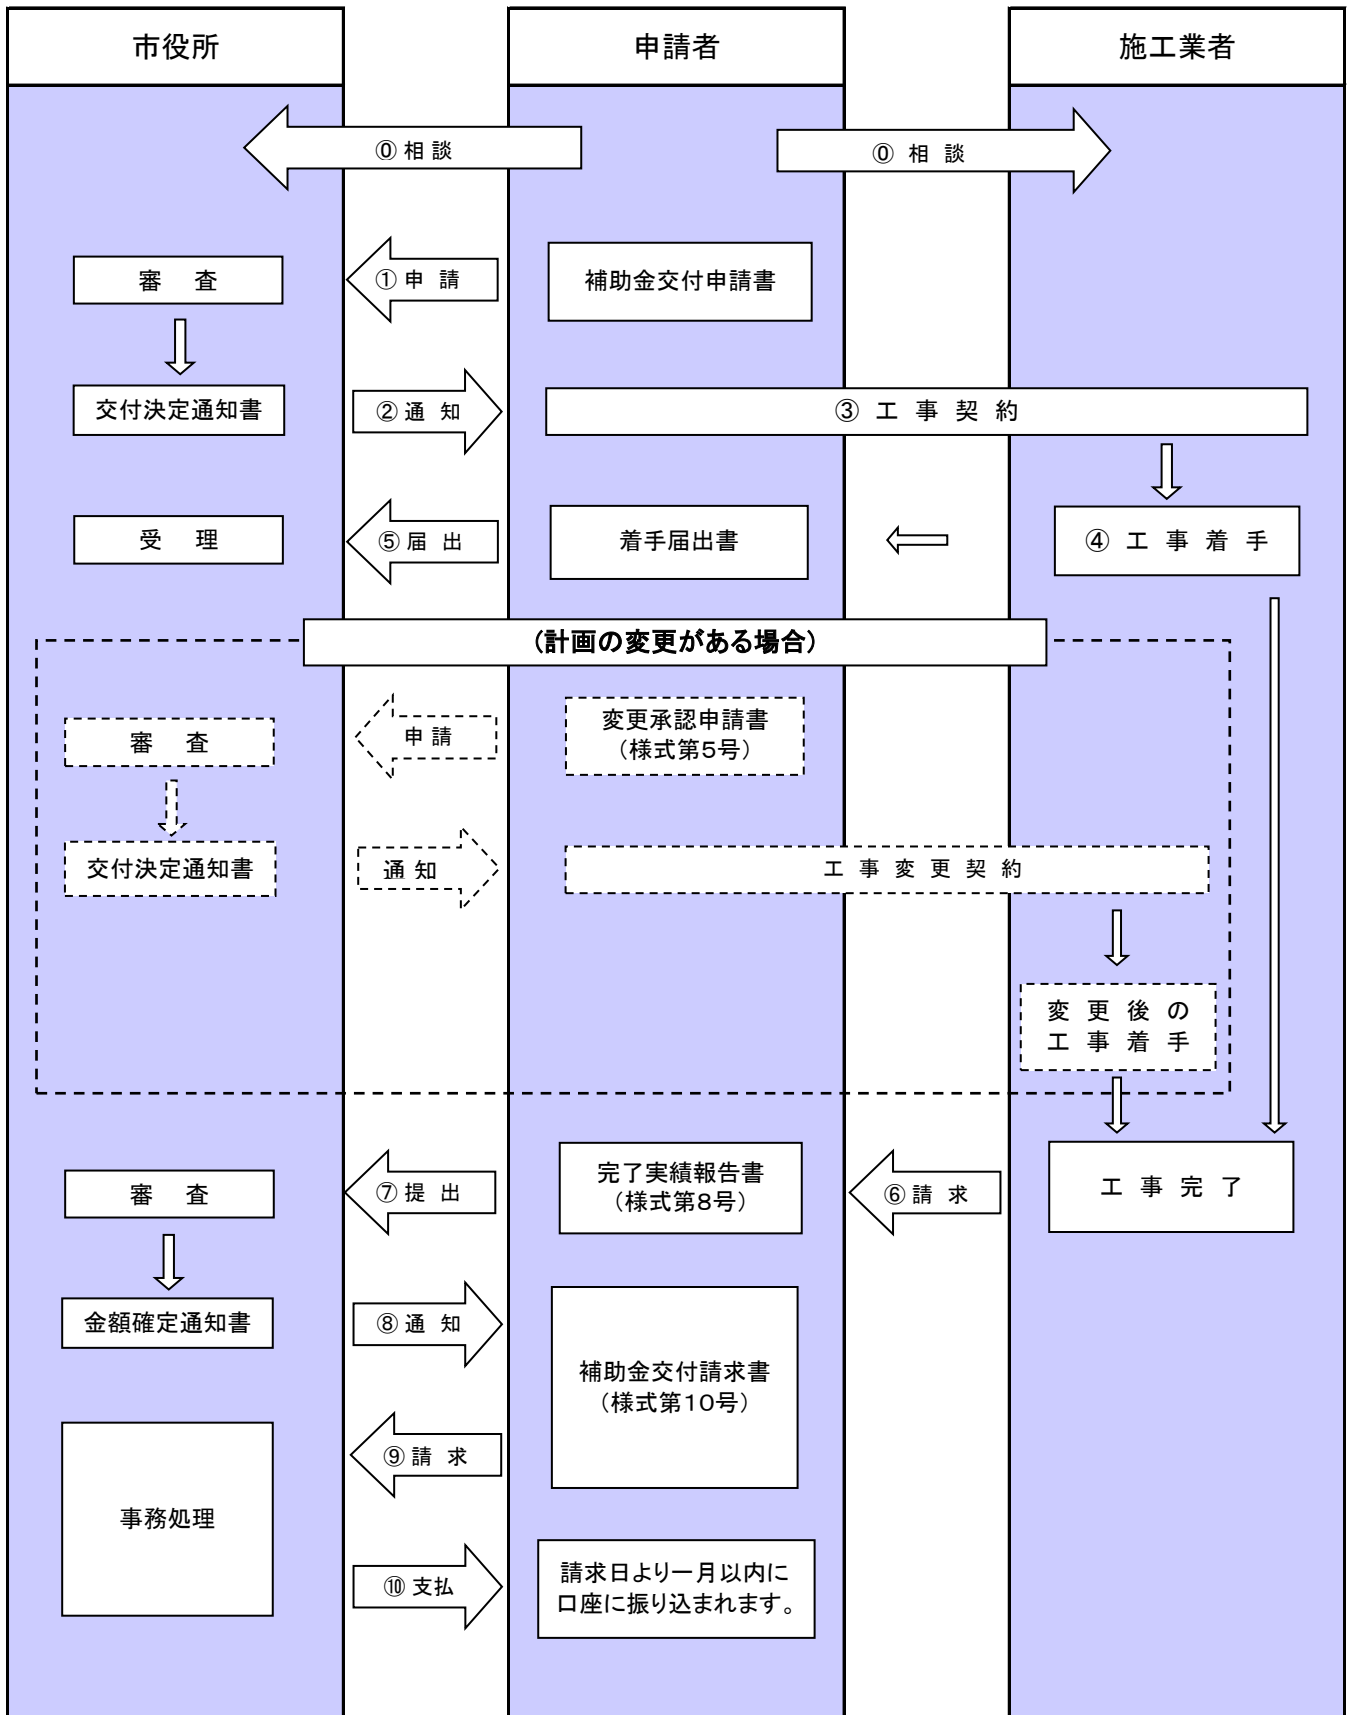 市役所
申請者
施工業者
⓪ 相 談
⓪ 相 談
審 査
① 申 請
補助金交付申請書
交付決定通知書
② 通 知
③ 工 事 契 約
受 理
⑤ 届 出
着手届出書
④ 工 事 着 手
（計画の変更がある場合）
審 査
申 請
変更承認申請書
（様式第５号）
交付決定通知書
通 知
工 事 変 更 契 約
変 更 後 の
工 事 着 手
審 査
⑦ 提 出
完了実績報告書
（様式第８号）
⑥ 請 求
工 事 完 了
金額確定通知書
⑧ 通 知
補助金交付請求書
（様式第１０号）
⑨ 請 求
事務処理
⑩ 支払
請求日より一月以内に
口座に振り込まれます。